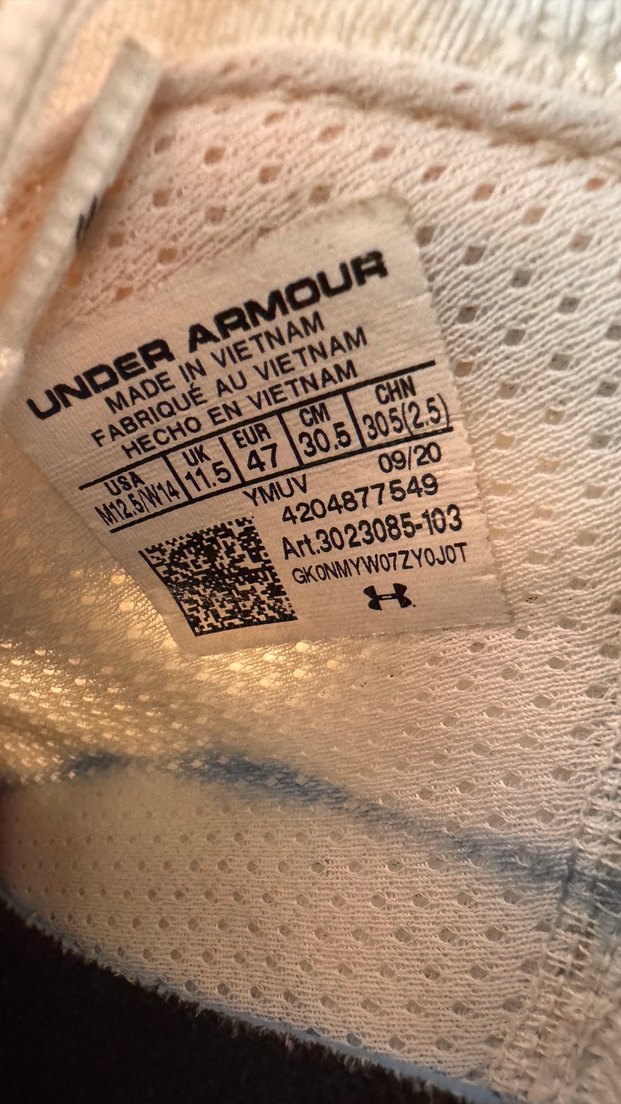 UNDER ARMOUR
MADE IN VIETNAM
FABRIQUÉ AU VIETNAM
HECHO EN VIETNAM
USA UK EUR CM CHN
M12.5/W14 11.5 47 30.5 305(2.5)
YMUV 09/20
4204877549
Art.3023085-103
GK0NMYW07ZY0J0T